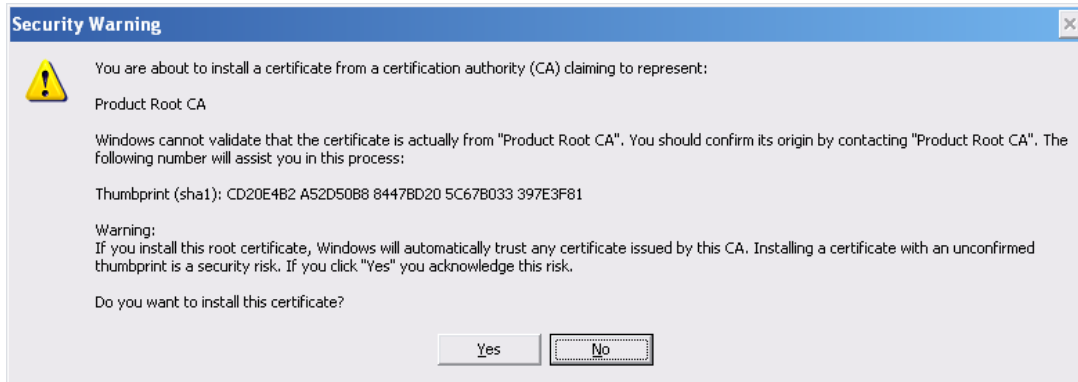 Security Warning
You are about to install a certificate from a certification authority (CA) claiming to represent:
Product Root CA
Windows cannot validate that the certificate is actually from "Product Root CA". You should confirm its origin by contacting "Product Root CA". The
following number will assist you in this process:
Thumbprint (sha1): CD20E4B2 A52D50B8 8447BD20 5C67B033 397E3F81
Warning:
If you install this root certificate, Windows will automatically trust any certificate issued by this CA. Installing a certificate with an unconfirmed
thumbprint is a security risk. If you click "Yes" you acknowledge this risk.
Do you want to install this certificate?
Yes
No